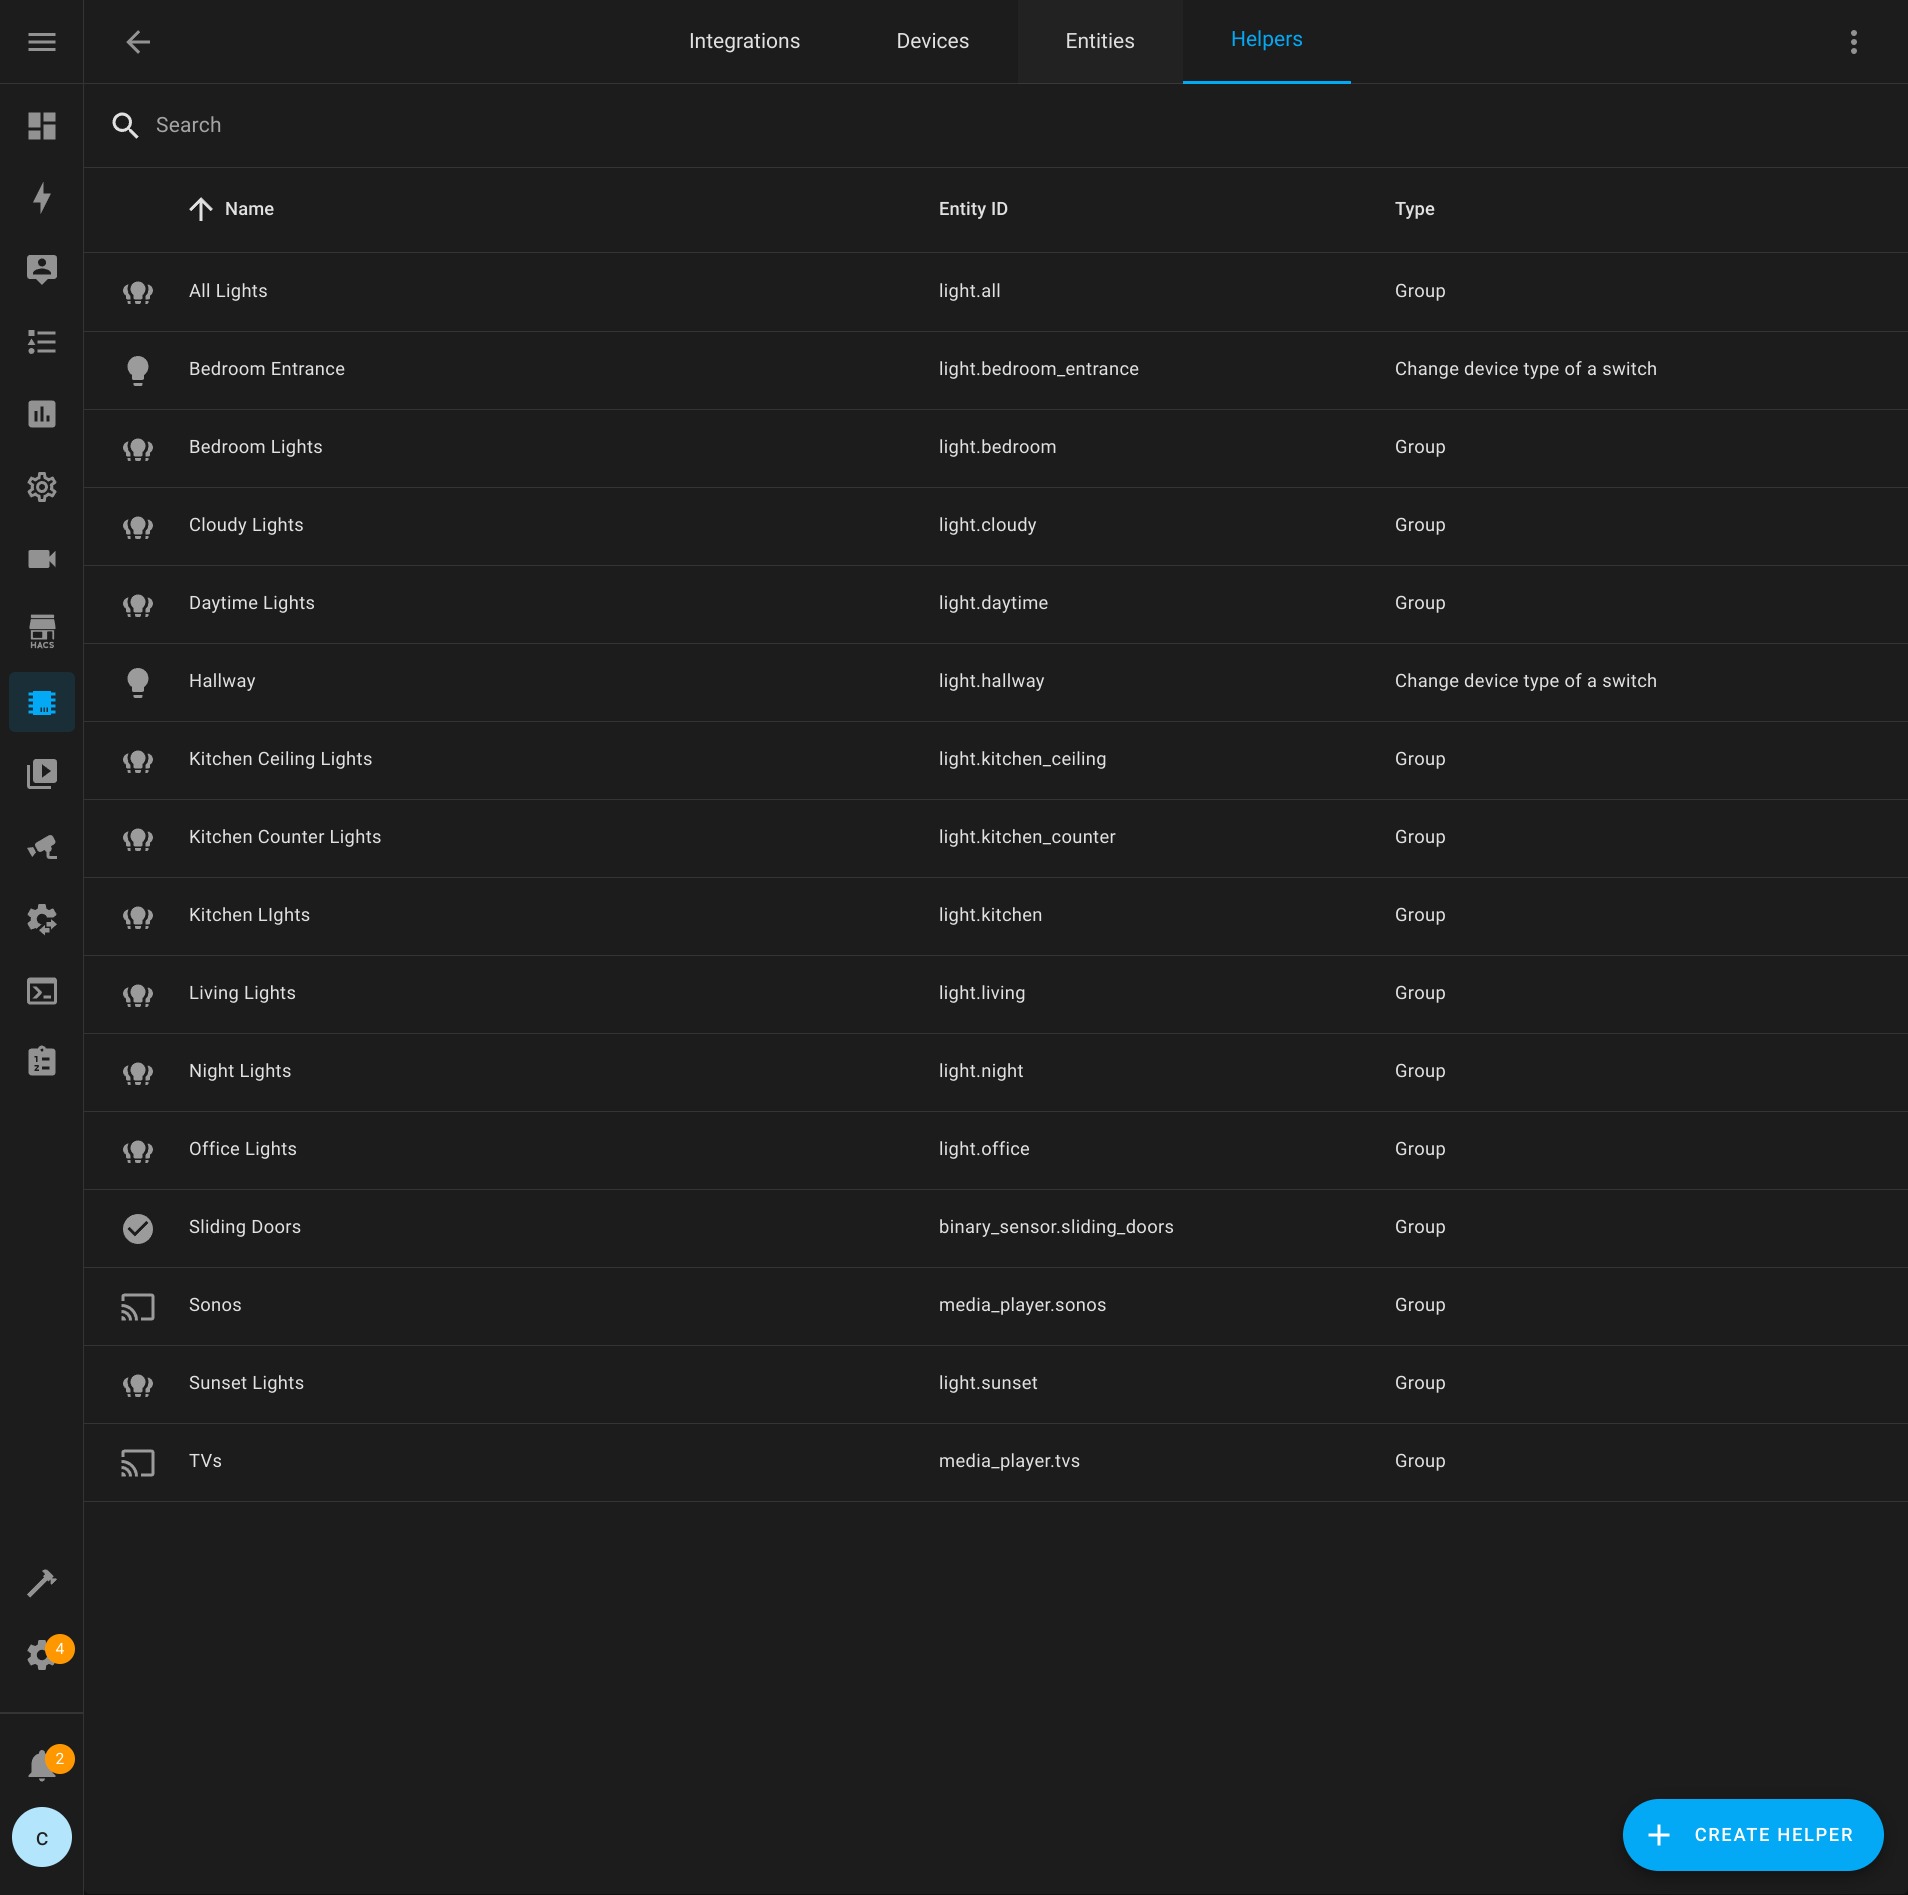 Integrations Devices Entities Helpers
Search
Name Entity ID Type
All Lights light.all Group
Bedroom Entrance light.bedroom_entrance Change device type of a switch
Bedroom Lights light.bedroom Group
Cloudy Lights light.cloudy Group
Daytime Lights light.daytime Group
Hallway light.hallway Change device type of a switch
HACS
Kitchen Ceiling Lights light.kitchen_ceiling Group
Kitchen Counter Lights light.kitchen_counter Group
Kitchen LIghts light.kitchen Group
Living Lights light.living Group
Night Lights light.night Group
Office Lights light.office Group
Sliding Doors binary_sensor.sliding_doors Group
Sonos media_player.sonos Group
Sunset Lights light.sunset Group
TVs media_player.tvs Group
4
2
C
CREATE HELPER